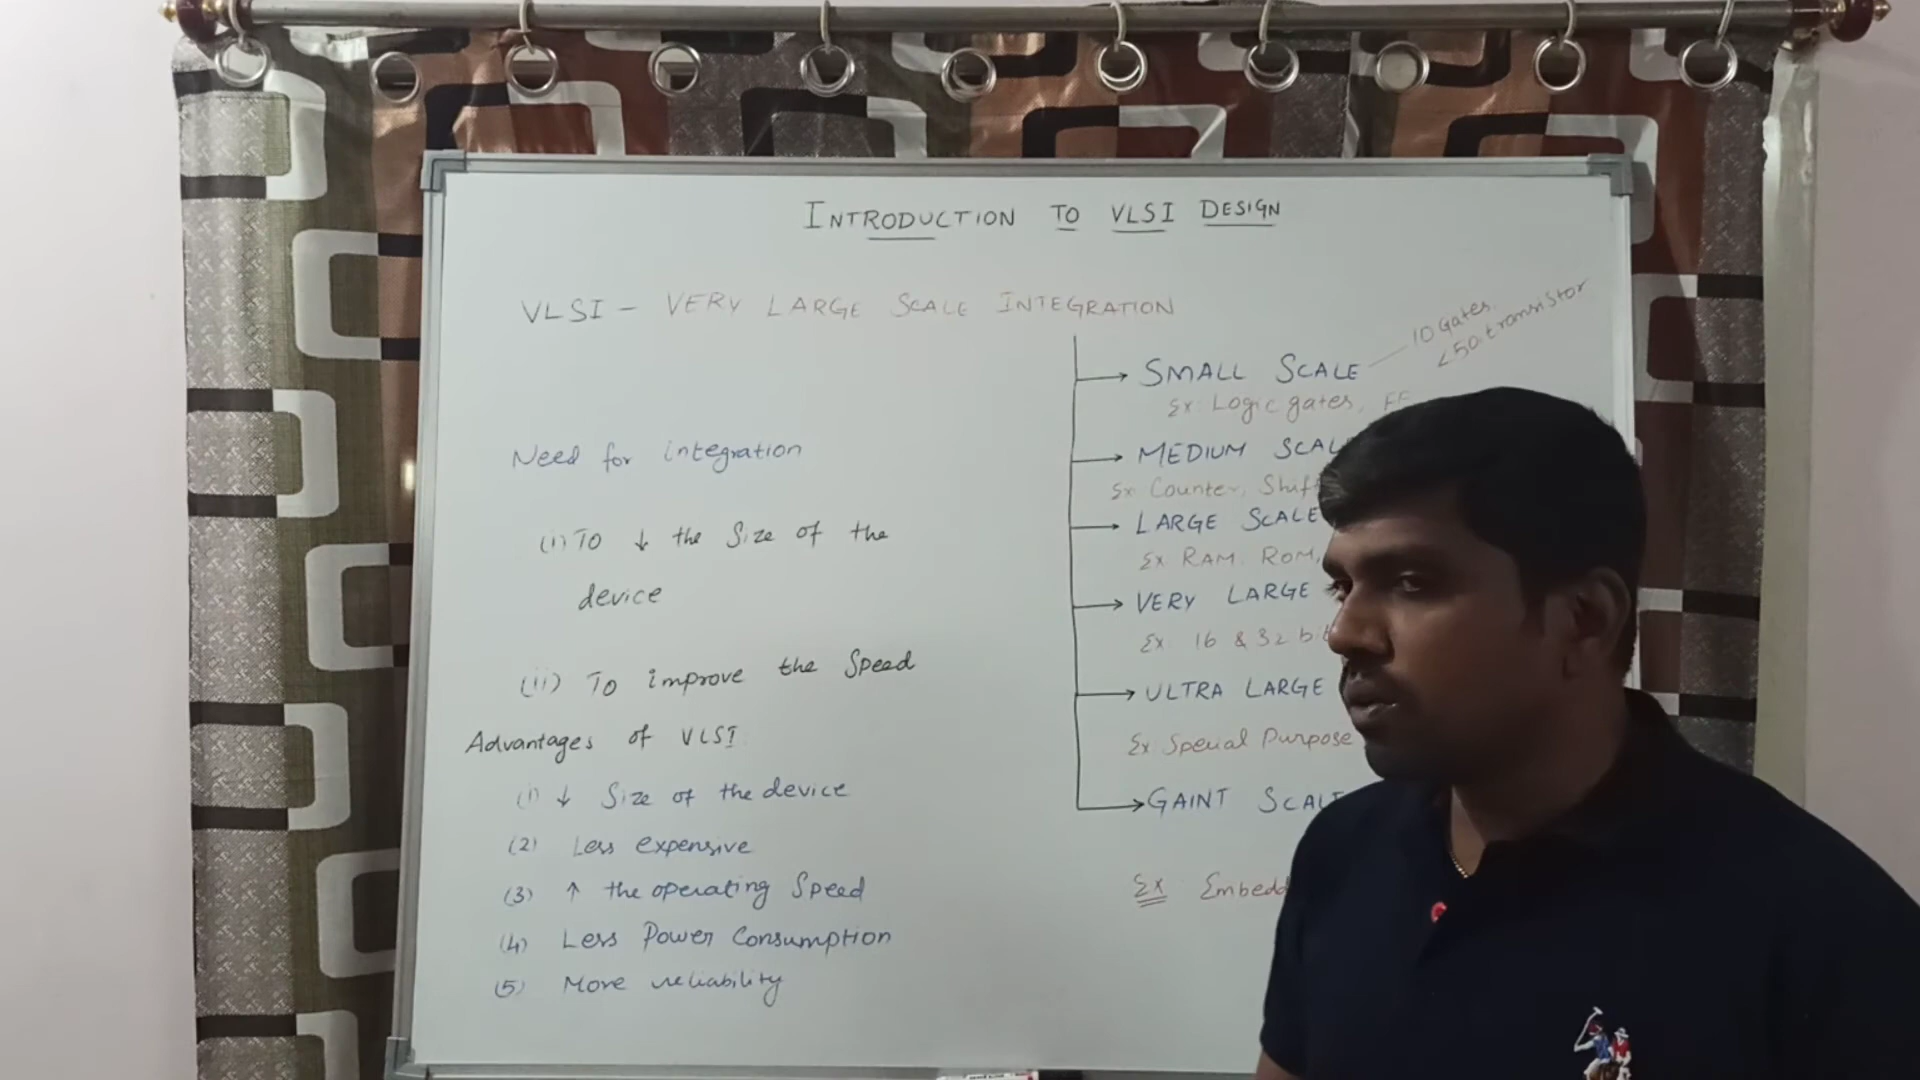 INTRODUCTION TO VLSI DESIGN
VLSI - VERY LARGE SCALE INTEGRATION
Need for integration
(i) TO ↓ the Size of the
device
(ii) TO improve the Speed
Advantages of VLSI
(1) ↓ Size of the device
(2) Less expensive
(3) ↑ the operating Speed
(4) Less Power Consumption
(5) More reliability
SMALL SCALE
10 Gates
<50 transistor
Ex: Logic gates, FF
MEDIUM SCAL
Ex Counter, Shif
LARGE SCALE
Ex RAM, ROM,
VERY LARGE
Ex 16 & 32 bit
ULTRA LARGE
Ex Special Purpose
GAINT SCAL
Ex Embedd